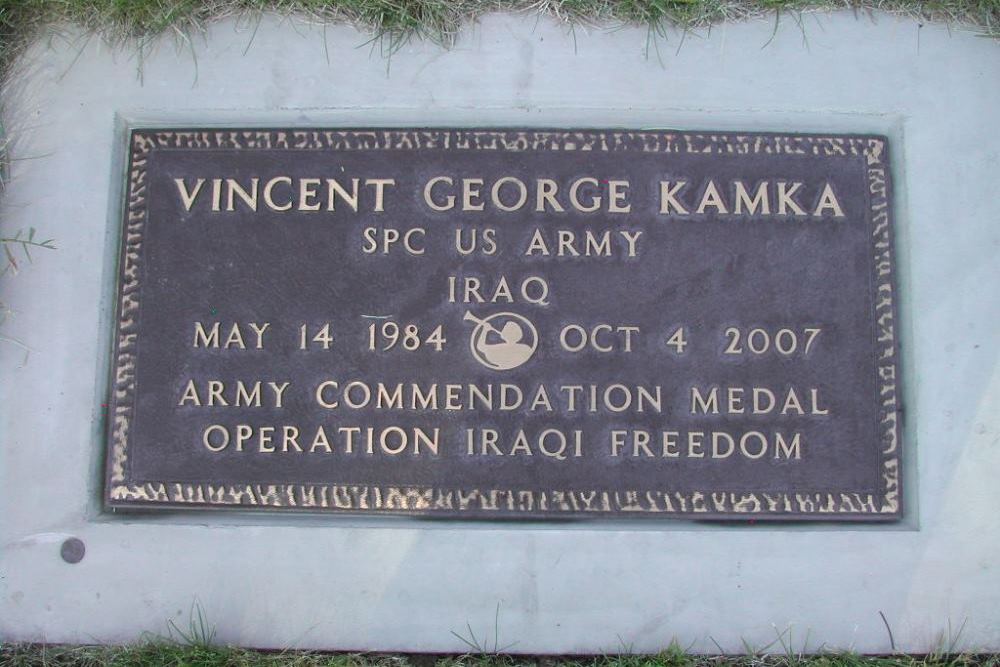 VINCENT GEORGE KAMKA
SPC US ARMY
IRAQ
MAY 14 1984 OCT 4 2007
ARMY COMMENDATION MEDAL
OPERATION IRAQI FREEDOM